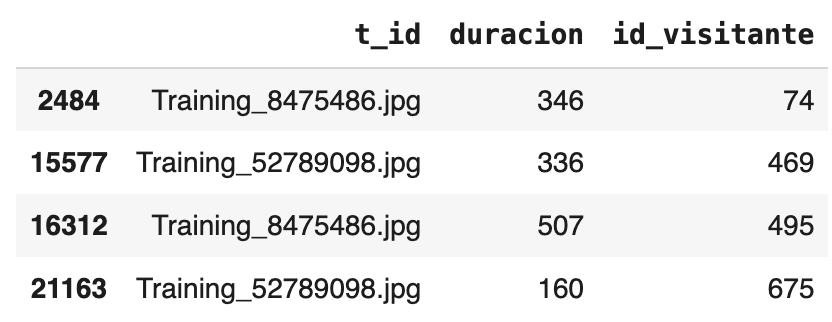 t_id duracion id_visitante
2484 Training_8475486.jpg 346 74
15577 Training_52789098.jpg 336 469
16312 Training_8475486.jpg 507 495
21163 Training_52789098.jpg 160 675